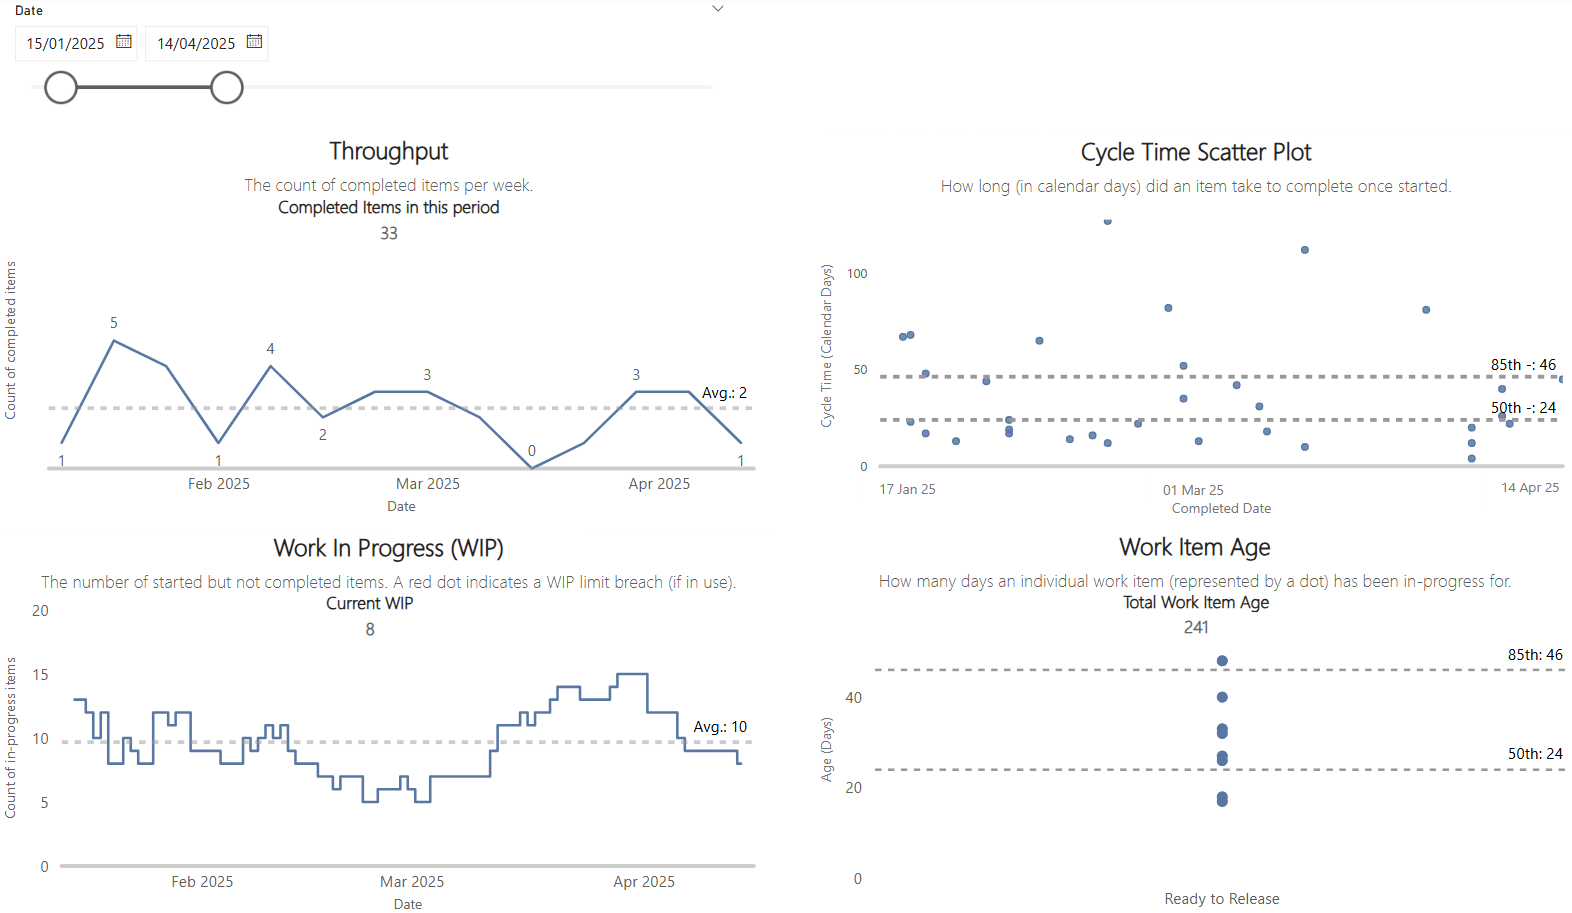 Date
15/01/2025 14/04/2025
Throughput
The count of completed items per week.
Completed Items in this period
33
Count of completed items
5
4
3
3
Avg.: 2
2
0
1
1
1
Feb 2025 Mar 2025 Apr 2025
Date
Cycle Time Scatter Plot
How long (in calendar days) did an item take to complete once started.
Cycle Time (Calendar Days)
100
50
0
85th -: 46
50th -: 24
17 Jan 25 01 Mar 25 14 Apr 25
Completed Date
Work In Progress (WIP)
The number of started but not completed items. A red dot indicates a WIP limit breach (if in use).
Current WIP
8
Count of in-progress items
20
15
10
5
0
Avg.: 10
Feb 2025 Mar 2025 Apr 2025
Date
Work Item Age
How many days an individual work item (represented by a dot) has been in-progress for.
Total Work Item Age
241
Age (Days)
85th: 46
40
50th: 24
20
0
Ready to Release